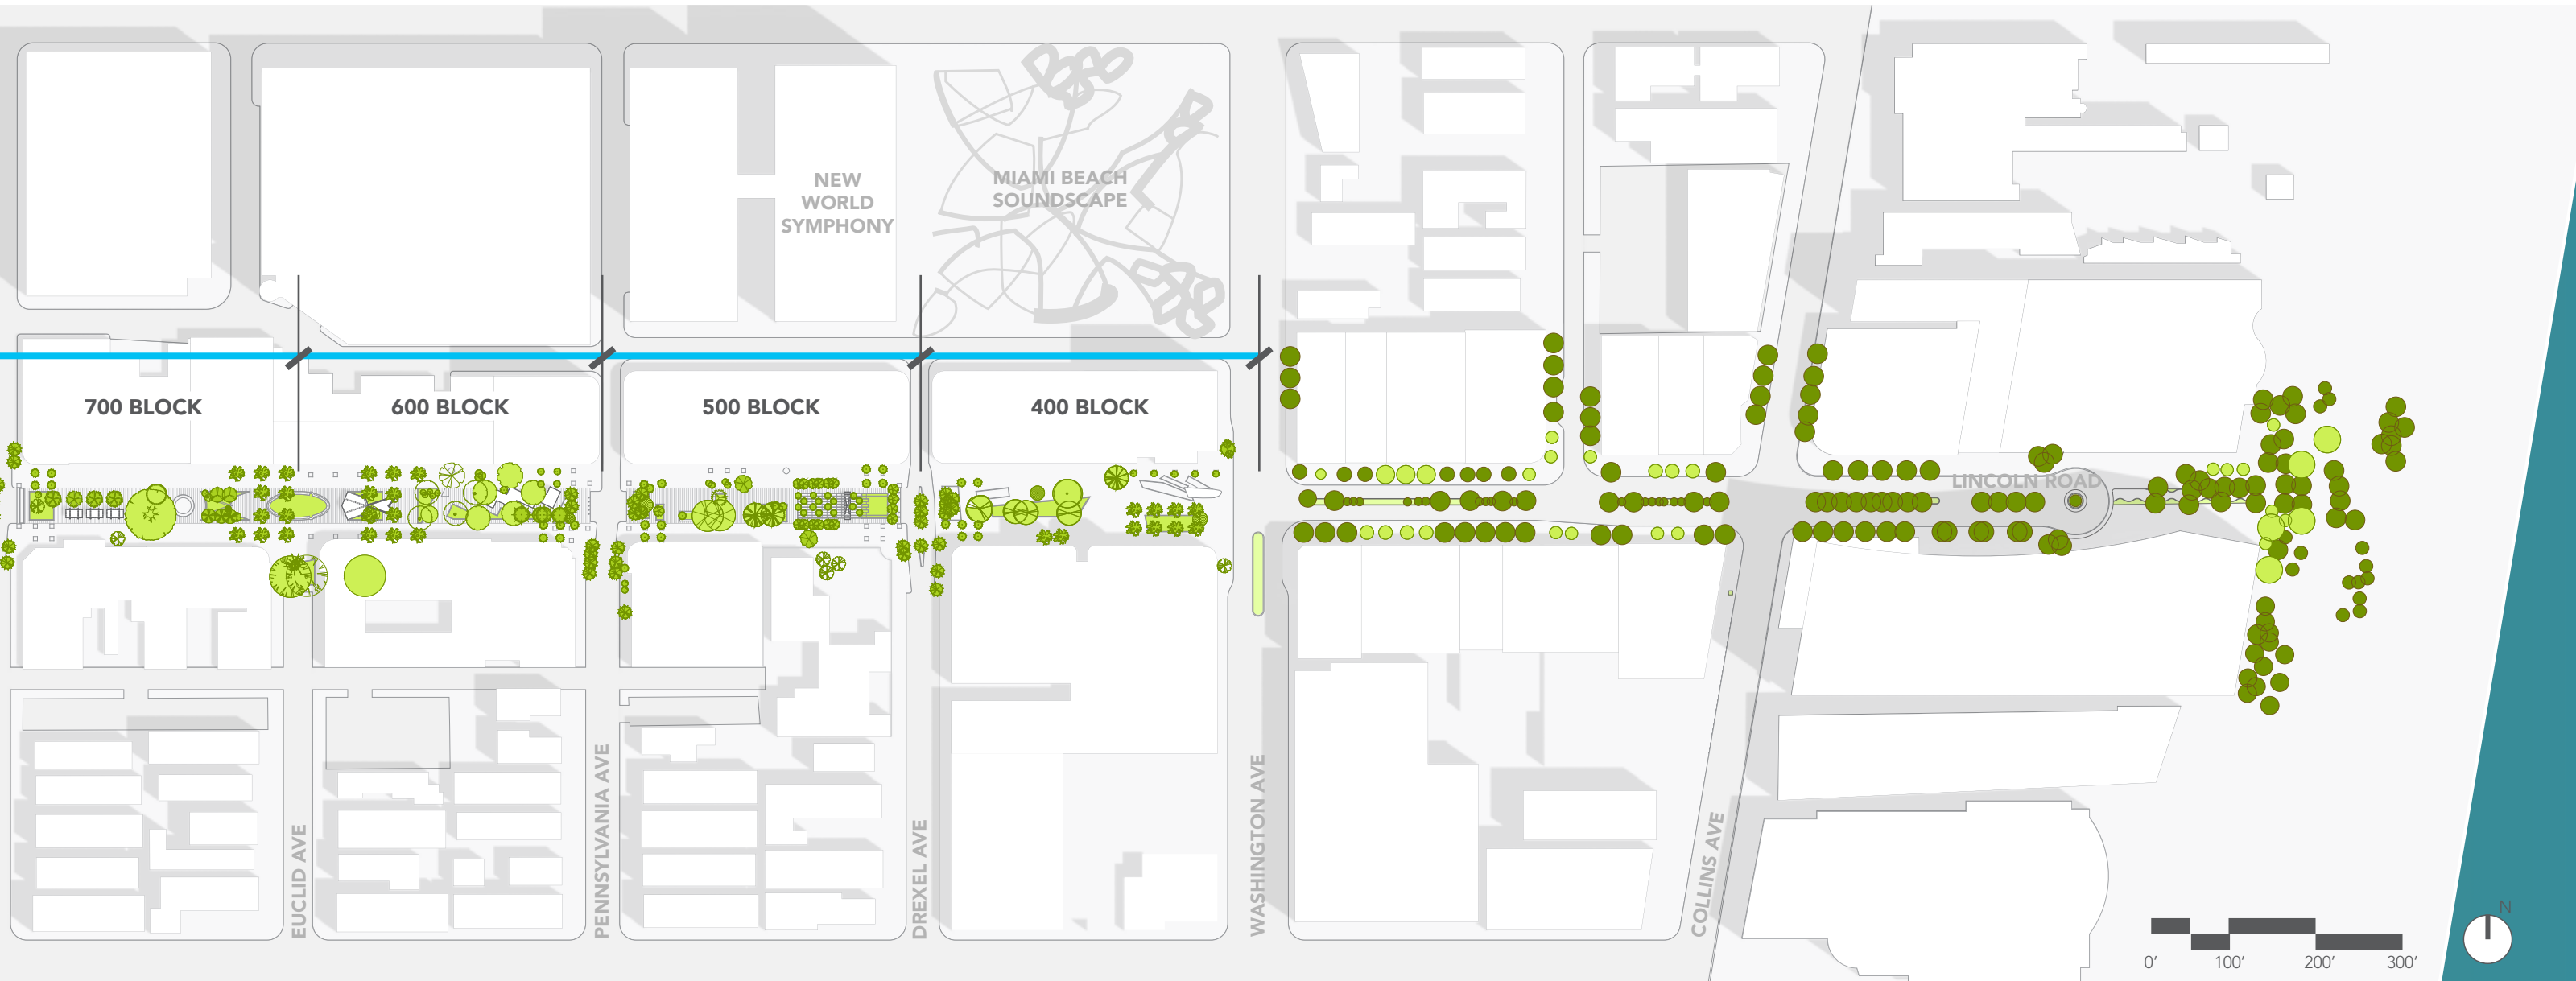 NEW
WORLD
SYMPHONY
MIAMI BEACH
SOUNDSCAPE
700 BLOCK
600 BLOCK
500 BLOCK
400 BLOCK
LINCOLN ROAD
EUCLID AVE
PENNSYLVANIA AVE
DREXEL AVE
WASHINGTON AVE
COLLINS AVE
N
0' 100' 200' 300'